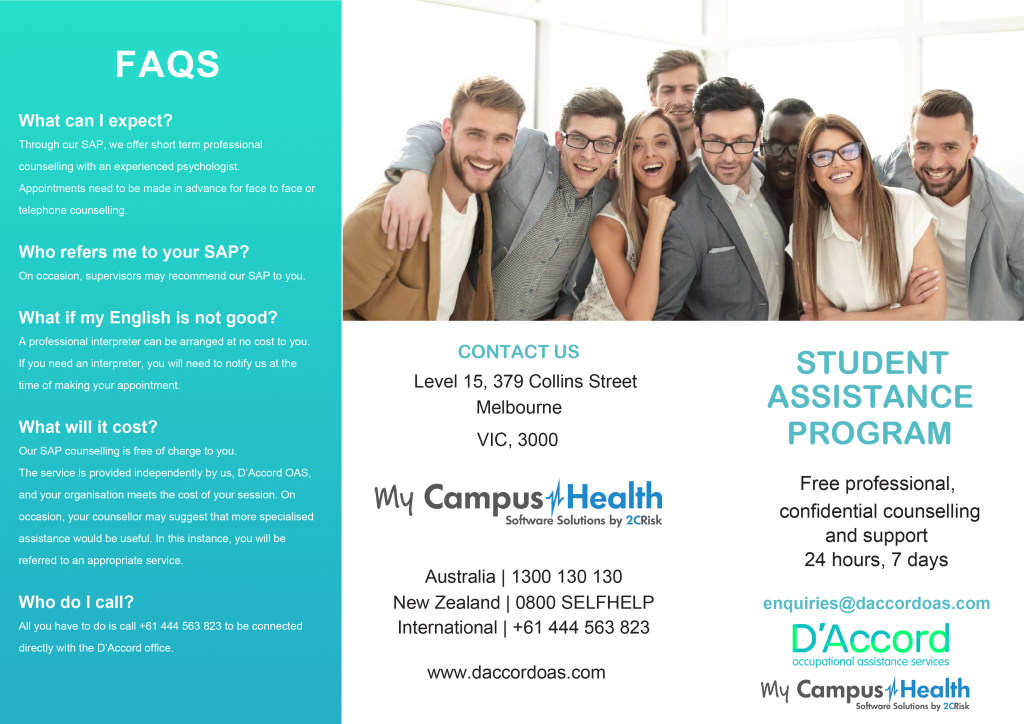 FAQS
What can I expect?
Through our SAP, we offer short term professional
counselling with an experienced psychologist.
Appointments need to be made in advance for face to face or
telephone counselling.
Who refers me to your SAP?
On occasion, supervisors may recommend our SAP to you.
What if my English is not good?
A professional interpreter can be arranged at no cost to you.
If you need an interpreter, you will need to notify us at the
time of making your appointment.
What will it cost?
Our SAP counselling is free of charge to you.
The service is provided independently by us, D'Accord OAS,
and your organisation meets the cost of your session. On
occasion, your counsellor may suggest that more specialised
assistance would be useful. In this instance, you will be
referred to an appropriate service.
Who do I call?
All you have to do is call +61 444 563 823 to be connected
directly with the D'Accord office.
CONTACT US
Level 15, 379 Collins Street
Melbourne
VIC, 3000
My Campus Health
Software Solutions by 2CRisk
Australia | 1300 130 130
New Zealand | 0800 SELFHELP
International | +61 444 563 823
www.daccordoas.com
STUDENT
ASSISTANCE
PROGRAM
Free professional,
confidential counselling
and support
24 hours, 7 days
enquiries@daccordoas.com
D'Accord
occupational assistance services
My Campus Health
Software Solutions by 2CRisk